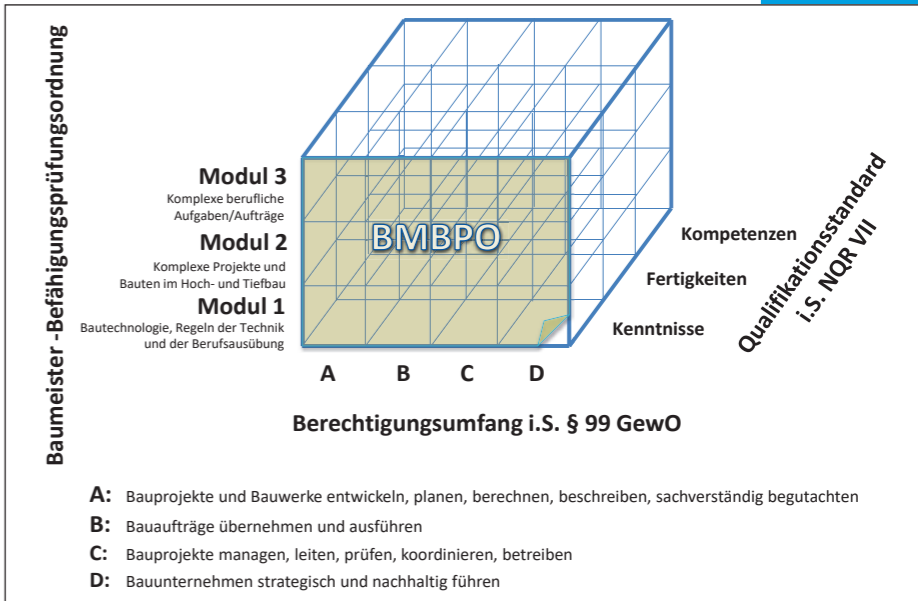 Baumeister -Befähigungsprüfungsordnung
Modul 3
Komplexe berufliche
Aufgaben/Aufträge
Modul 2
Komplexe Projekte und
Bauten im Hoch- und Tiefbau
Modul 1
Bautechnologie, Regeln der Technik
und der Berufsausübung
BMBPO
Kompetenzen
Fertigkeiten
Kenntnisse
Qualifikationsstandard
i.S. NQR VII
A B C D
Berechtigungsumfang i.S. § 99 GewO
A: Bauprojekte und Bauwerke entwickeln, planen, berechnen, beschreiben, sachverständig begutachten
B: Bauaufträge übernehmen und ausführen
C: Bauprojekte managen, leiten, prüfen, koordinieren, betreiben
D: Bauunternehmen strategisch und nachhaltig führen